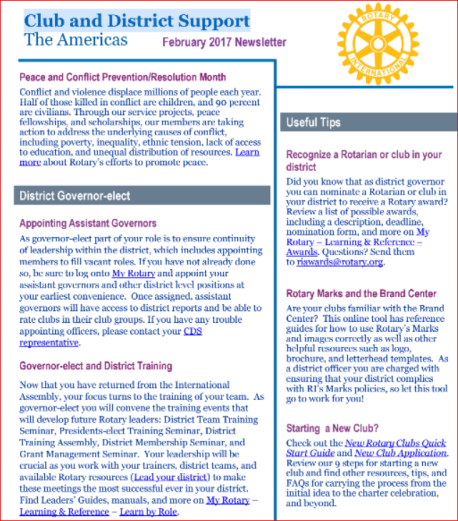 Club and District Support
The Americas
February 2017 Newsletter
ROTARY
INTERNATIONAL
Peace and Conflict Prevention/Resolution Month
Conflict and violence displace millions of people each year.
Half of those killed in conflict are children, and 90 percent
are civilians. Through our service projects, peace
fellowships, and scholarships, our members are taking
action to address the underlying causes of conflict,
including poverty, inequality, ethnic tension, lack of access
to education, and unequal distribution of resources. Learn
more about Rotary's efforts to promote peace.
District Governor-elect
Appointing Assistant Governors
As governor-elect part of your role is to ensure continuity
of leadership within the district, which includes appointing
members to fill vacant roles. If you have not already done
so, be sure to log onto My Rotary and appoint your
assistant governors and other district level positions at
your earliest convenience. Once assigned, assistant
governors will have access to district reports and be able to
rate clubs in their club groups. If you have any trouble
appointing officers, please contact your CDS
representative.
Governor-elect and District Training
Now that you have returned from the International
Assembly, your focus turns to the training of your team. As
governor-elect you will convene the training events that
will develop future Rotary leaders: District Team Training
Seminar, Presidents-elect Training Seminar, District
Training Assembly, District Membership Seminar, and
Grant Management Seminar. Your leadership will be
crucial as you work with your trainers, district teams, and
available Rotary resources (Lead your district) to make
these meetings the most successful ever in your district.
Find Leaders' Guides, manuals, and more on My Rotary –
Learning & Reference – Learn by Role.
Useful Tips
Recognize a Rotarian or club in your
district
Did you know that as district governor
you can nominate a Rotarian or club in
your district to receive a Rotary award?
Review a list of possible awards,
including a description, deadline,
nomination form, and more on My
Rotary – Learning & Reference –
Awards. Questions? Send them
to riawards@rotary.org.
Rotary Marks and the Brand Center
Are your clubs familiar with the Brand
Center? This online tool has reference
guides for how to use Rotary's Marks
and images correctly as well as other
helpful resources such as logo,
brochure, and letterhead templates. As
a district officer you are charged with
ensuring that your district complies
with RI's Marks policies, so let this tool
go to work for you!
Starting a New Club?
Check out the New Rotary Clubs Quick
Start Guide and New Club Application.
Review our 9 steps for starting a new
club and find other resources, tips, and
FAQs for carrying the process from the
initial idea to the charter celebration,
and beyond.